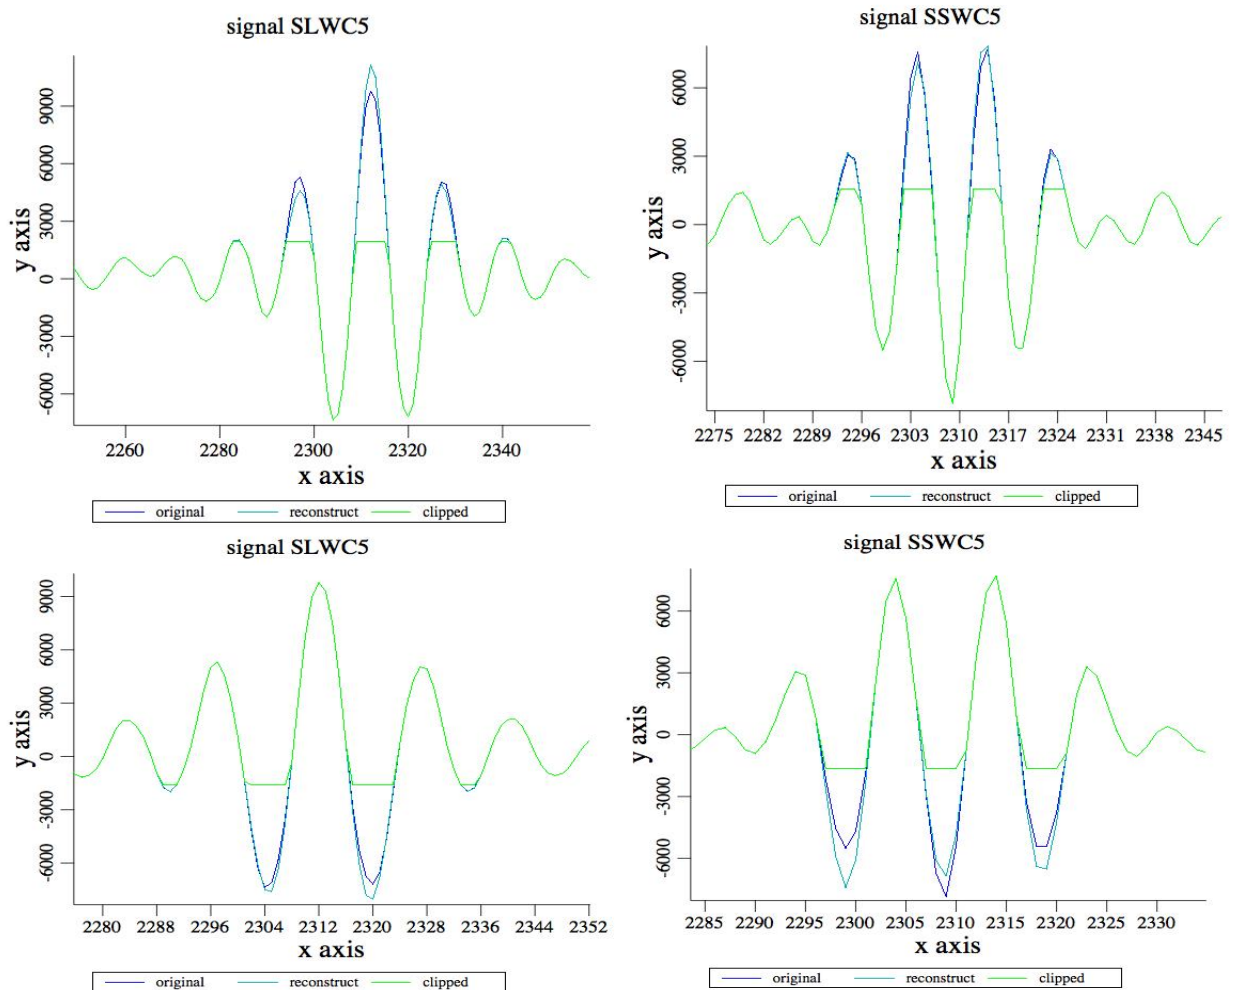 signal SLWC5
y axis
9000
6000
3000
0
-3000
-6000
2260 2280 2300 2320 2340
x axis
original reconstruct clipped
signal SSWC5
y axis
6000
3000
0
-3000
-6000
2275 2282 2289 2296 2303 2310 2317 2324 2331 2338 2345
x axis
original reconstruct clipped
signal SLWC5
y axis
9000
6000
3000
0
-3000
-6000
2280 2288 2296 2304 2312 2320 2328 2336 2344 2352
x axis
original reconstruct clipped
signal SSWC5
y axis
6000
3000
0
-3000
-6000
2285 2290 2295 2300 2305 2310 2315 2320 2325 2330
x axis
original reconstruct clipped